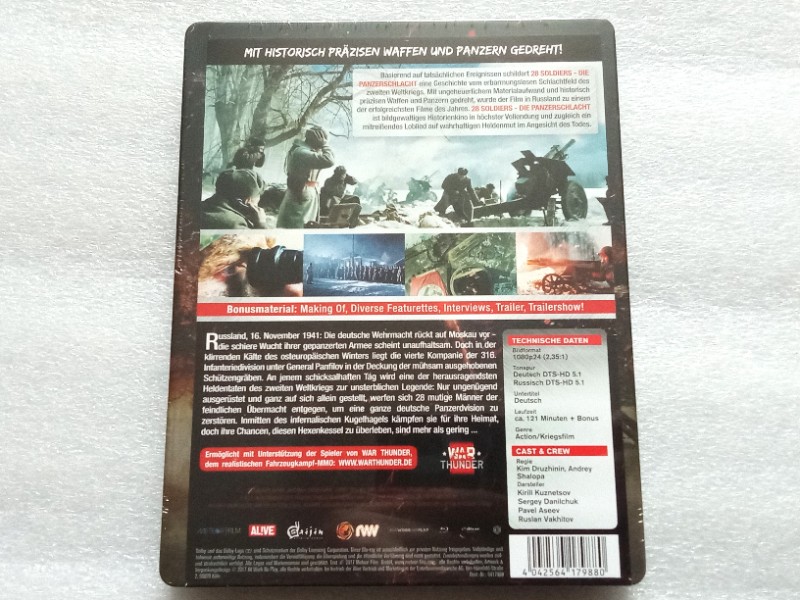 MIT HISTORISCH PRÄZISEN WAFFEN UND PANZERN GEDREHT!
Basierend auf tatsächlichen Ereignissen schildert 28 SOLDIERS - DIE
PANZERSCHLACHT eine Geschichte vom erbarmungslosen Schlachtfeld des
zweiten Weltkriegs. Mit ungeheuerlichem Materialaufwand und historisch
präzisen Waffen und Panzern gedreht, wurde der Film in Russland zu einem
der erfolgreichsten Filme des Jahres. 28 SOLDIERS - DIE PANZERSCHLACHT
ist bildgewaltiges Historienkino in höchster Vollendung und zugleich ein
mitreißendes Loblied auf wahrhaftigen Heldenmut im Angesicht des Todes.
Bonusmaterial: Making Of, Diverse Featurettes, Interviews, Trailer, Trailershow!
Russland, 16. November 1941: Die deutsche Wehrmacht rückt auf Moskau vor -
die schiere Wucht ihrer gepanzerten Armee scheint unaufhaltsam. Doch in der
klirrenden Kälte des osteuropäischen Winters liegt die vierte Kompanie der 316.
Infanteriedivision unter General Panfilov in der Deckung der mühsam ausgehobenen
Schützengräben. An jenem schicksalhaften Tag wird eine der herausragendsten
Heldentaten des zweiten Weltkriegs zur unsterblichen Legende: Nur ungenügend
ausgerüstet und ganz auf sich allein gestellt, werfen sich 28 mutige Männer der
feindlichen Übermacht entgegen, um eine ganze deutsche Panzerdivision zu
zerstören. Inmitten des infernalischen Kugelhagels kämpfen sie für ihre Heimat,
doch ihre Chancen, diesen Hexenkessel zu überleben, sind mehr als gering ...
Ermöglicht mit Unterstützung der Spieler von WAR THUNDER,
dem realistischen Fahrzeugkampf-MMO: WWW.WARTHUNDER.DE
WAR
THUNDER
TECHNISCHE DATEN
Bildformat
1080p24 (2.35:1)
Tonspur
Deutsch DTS-HD 5.1
Russisch DTS-HD 5.1
Untertitel
Deutsch
Laufzeit
ca. 121 Minuten + Bonus
Genre
Action/Kriegsfilm
CAST & CREW
Regie
Kim Druzhinin, Andrey
Shalopa
Darsteller
Kirill Kuznetsov
Sergey Danilchuk
Pavel Aseev
Ruslan Vakhitov
ALIVE
Gaijin
4 042564 179880